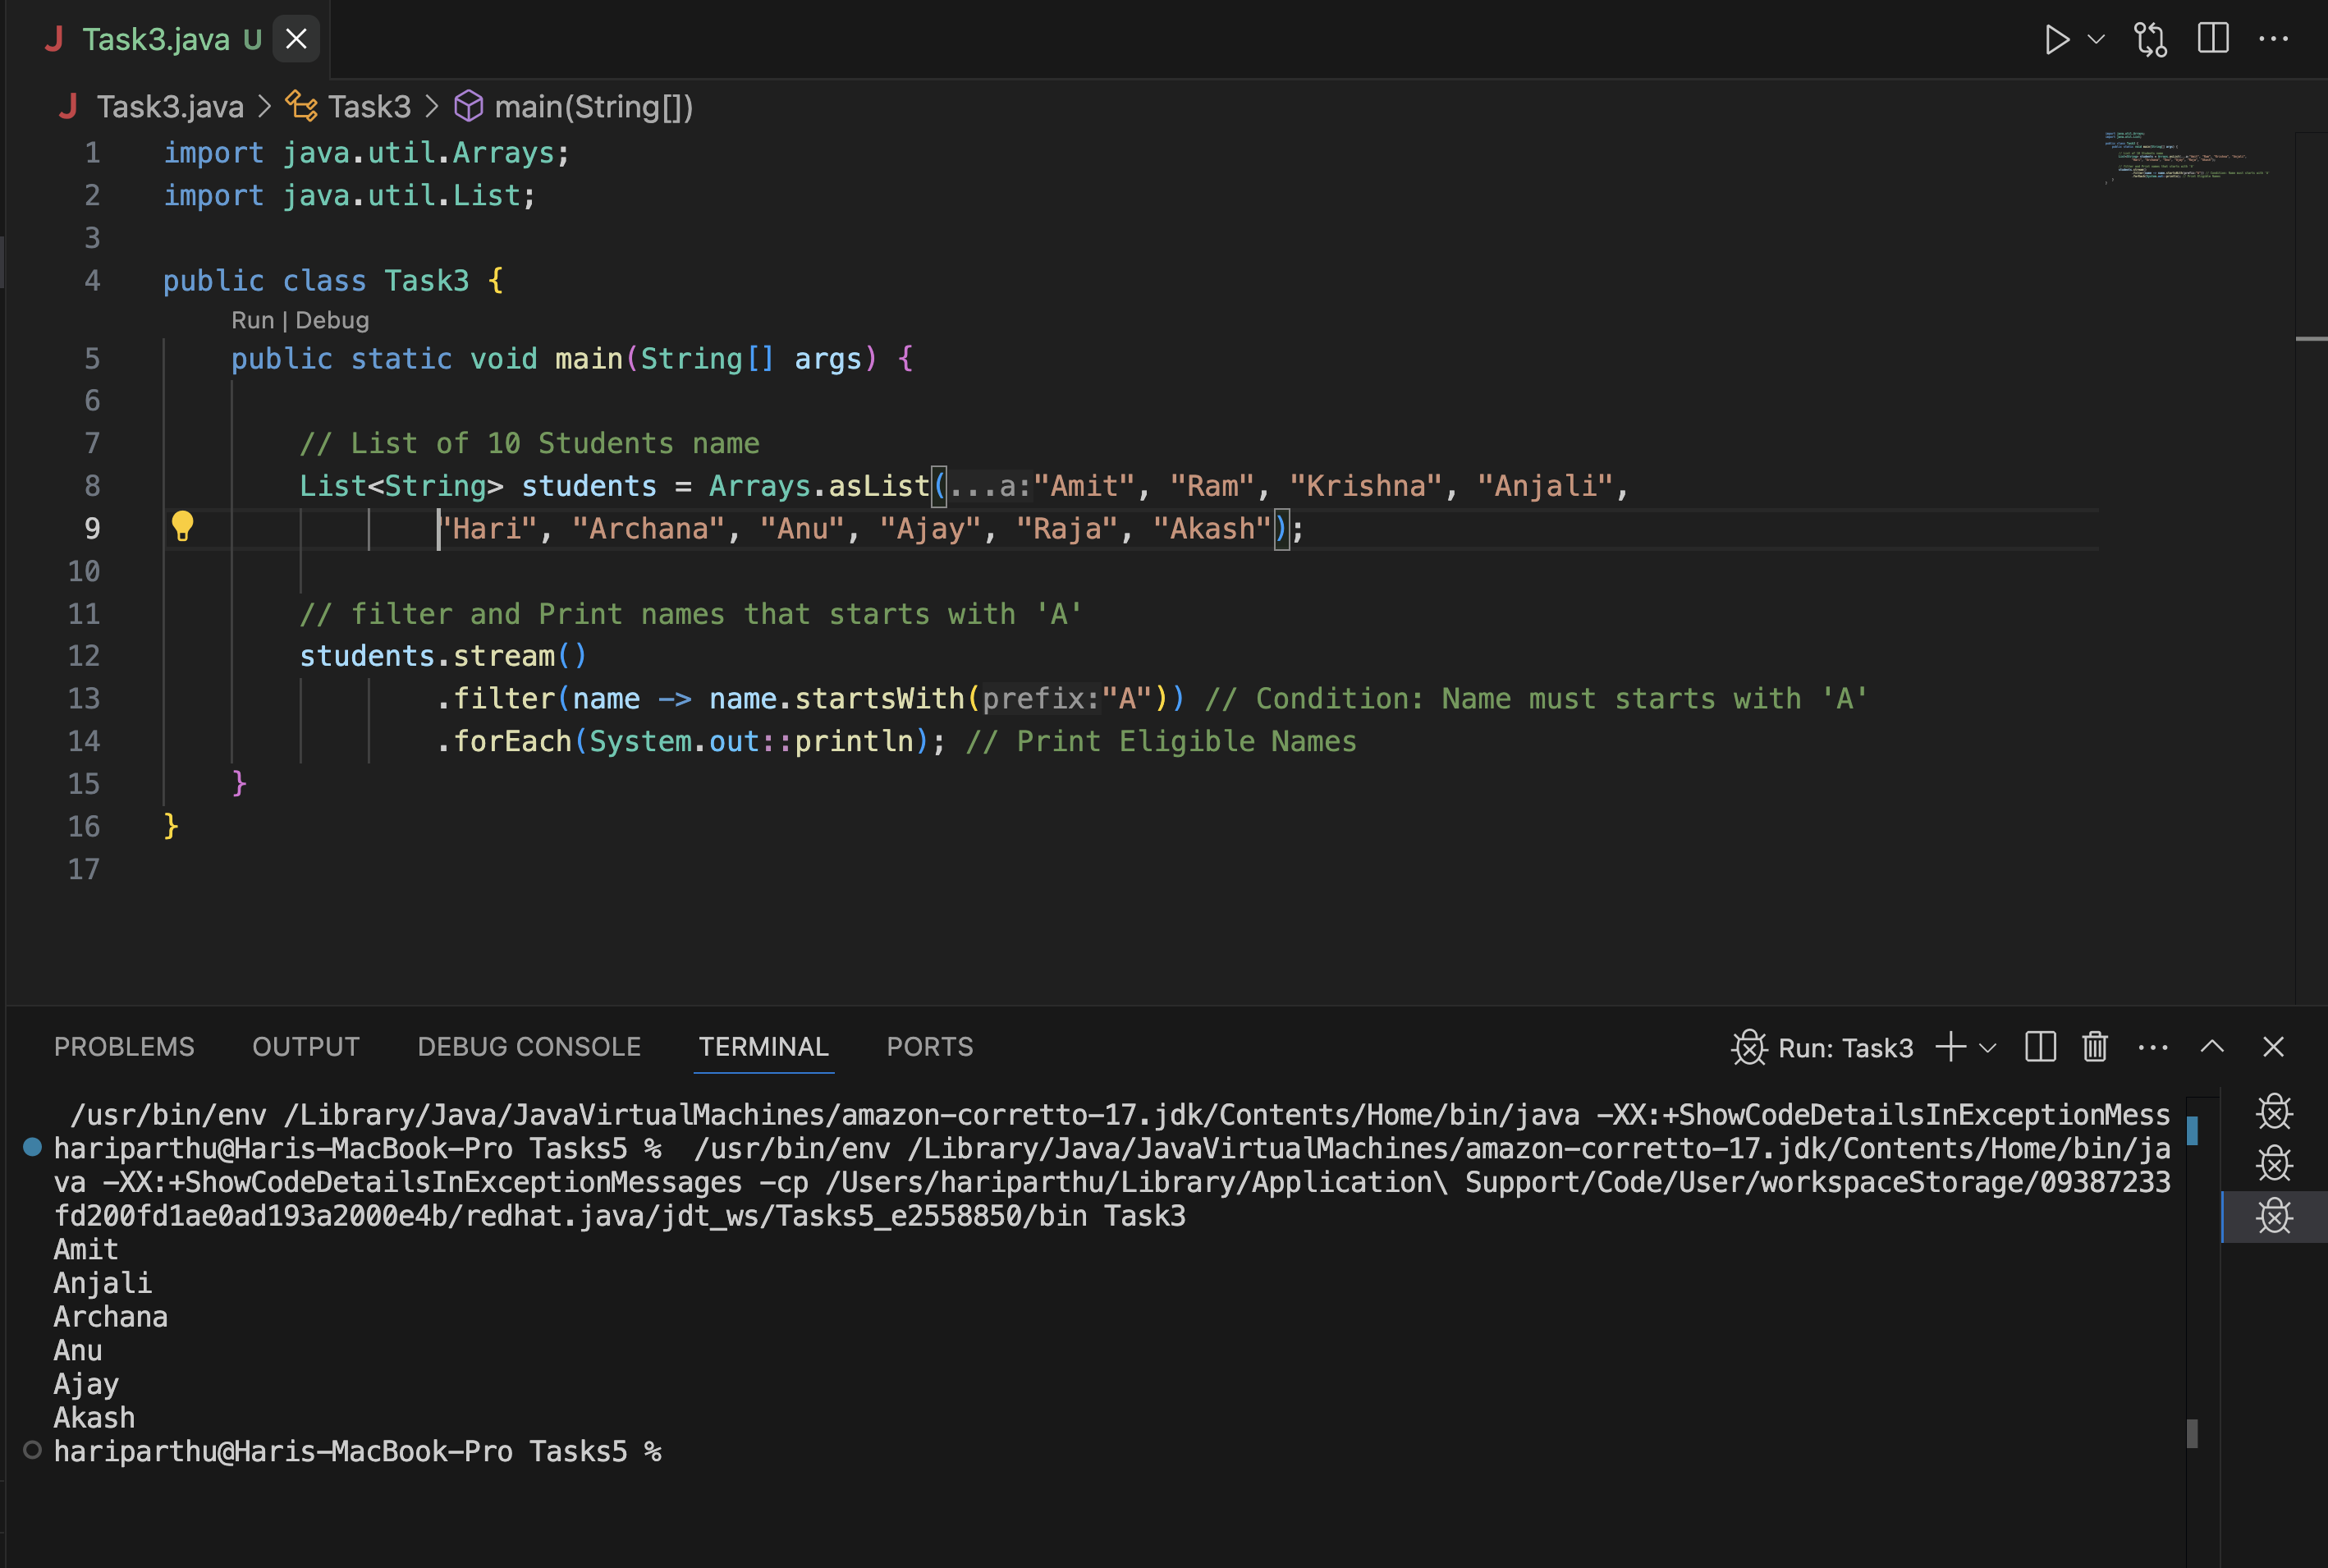 Task3.java U
Task3.java > Task3 > main(String[])
1 import java.util.Arrays;
2 import java.util.List;
3
4 public class Task3 {
Run | Debug
5 public static void main(String[] args) {
6
7 // List of 10 Students name
8 List<String> students = Arrays.asList(...a:"Amit", "Ram", "Krishna", "Anjali",
9 "Hari", "Archana", "Anu", "Ajay", "Raja", "Akash");
10
11 // filter and Print names that starts with 'A'
12 students.stream()
13 .filter(name -> name.startsWith(prefix:"A")) // Condition: Name must starts with 'A'
14 .forEach(System.out::println); // Print Eligible Names
15 }
16 }
17
PROBLEMS OUTPUT DEBUG CONSOLE TERMINAL PORTS Run: Task3
/usr/bin/env /Library/Java/JavaVirtualMachines/amazon-corretto-17.jdk/Contents/Home/bin/java -XX:+ShowCodeDetailsInExceptionMess
hariparthu@Haris-MacBook-Pro Tasks5 % /usr/bin/env /Library/Java/JavaVirtualMachines/amazon-corretto-17.jdk/Contents/Home/bin/ja
va -XX:+ShowCodeDetailsInExceptionMessages -cp /Users/hariparthu/Library/Application\ Support/Code/User/workspaceStorage/09387233
fd200fd1ae0ad193a2000e4b/redhat.java/jdt_ws/Tasks5_e2558850/bin Task3
Amit
Anjali
Archana
Anu
Ajay
Akash
hariparthu@Haris-MacBook-Pro Tasks5 %